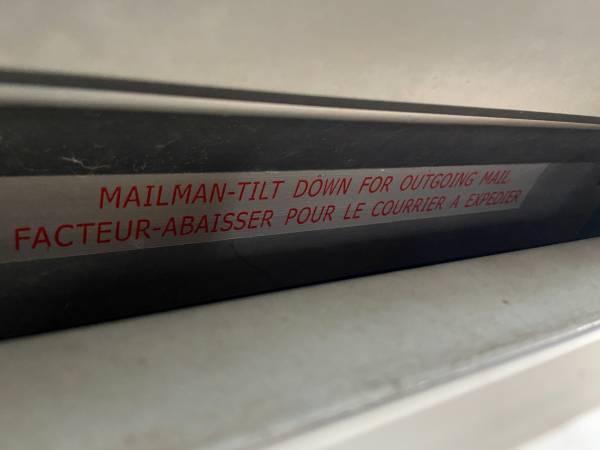 MAILMAN-TILT DOWN FOR OUTGOING MAIL
FACTEUR-ABAISSER POUR LE COURRIER A EXPEDIER